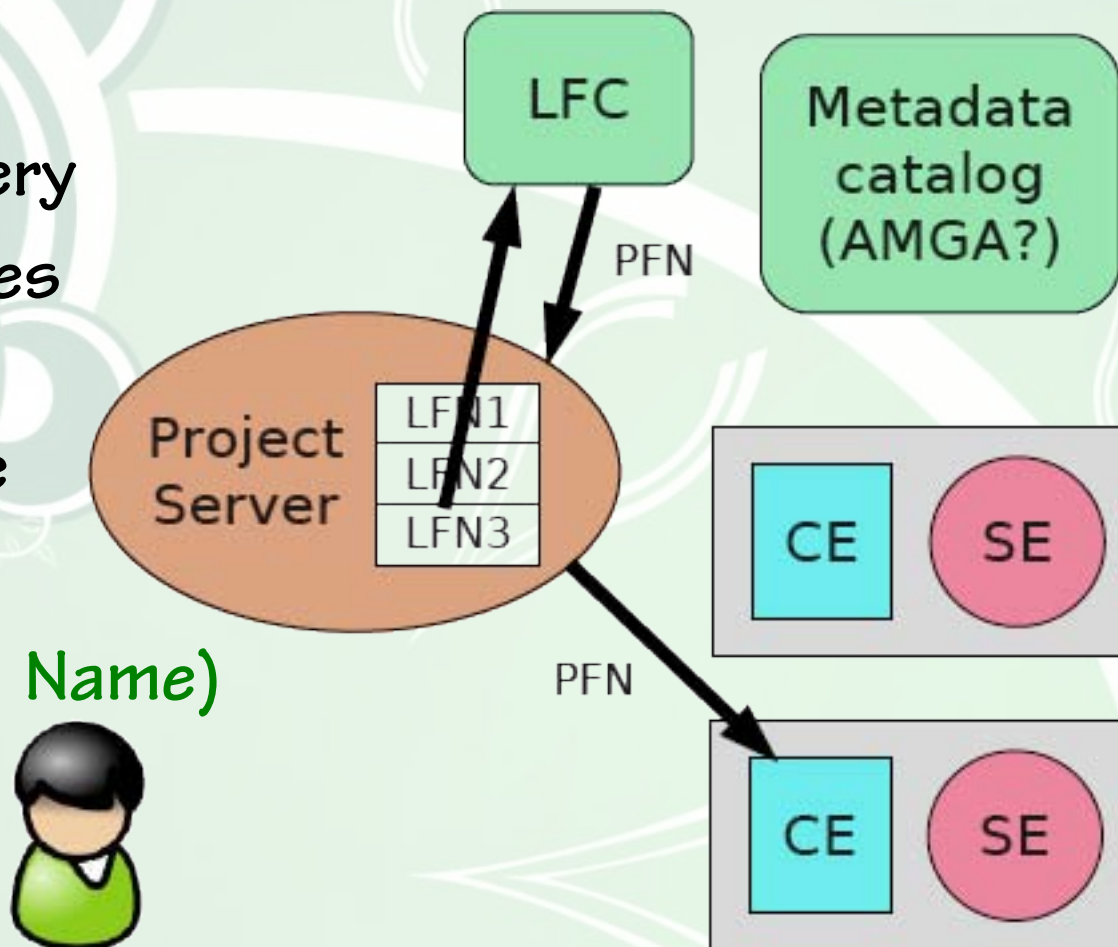 LFC
Metadata
catalog
(AMGA?)
ery
es
PFN
Project
Server
LFN1
LFN2
LFN3
e
CE
SE
Name)
PFN
CE
SE